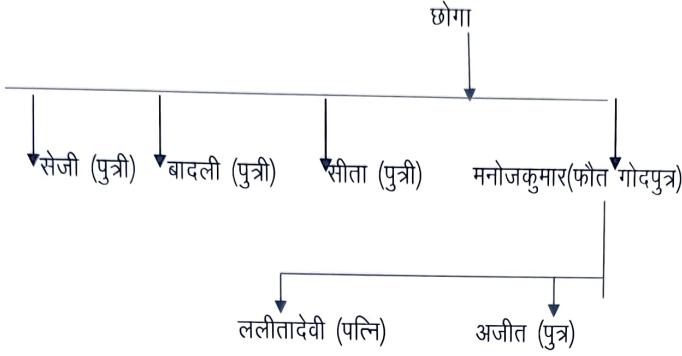 छोगा
सेजी (पुत्री) बादली (पुत्री) सीता (पुत्री) मनोजकुमार(फौत गोदपुत्र)
ललीतादेवी (पत्नि) अजीत (पुत्र)